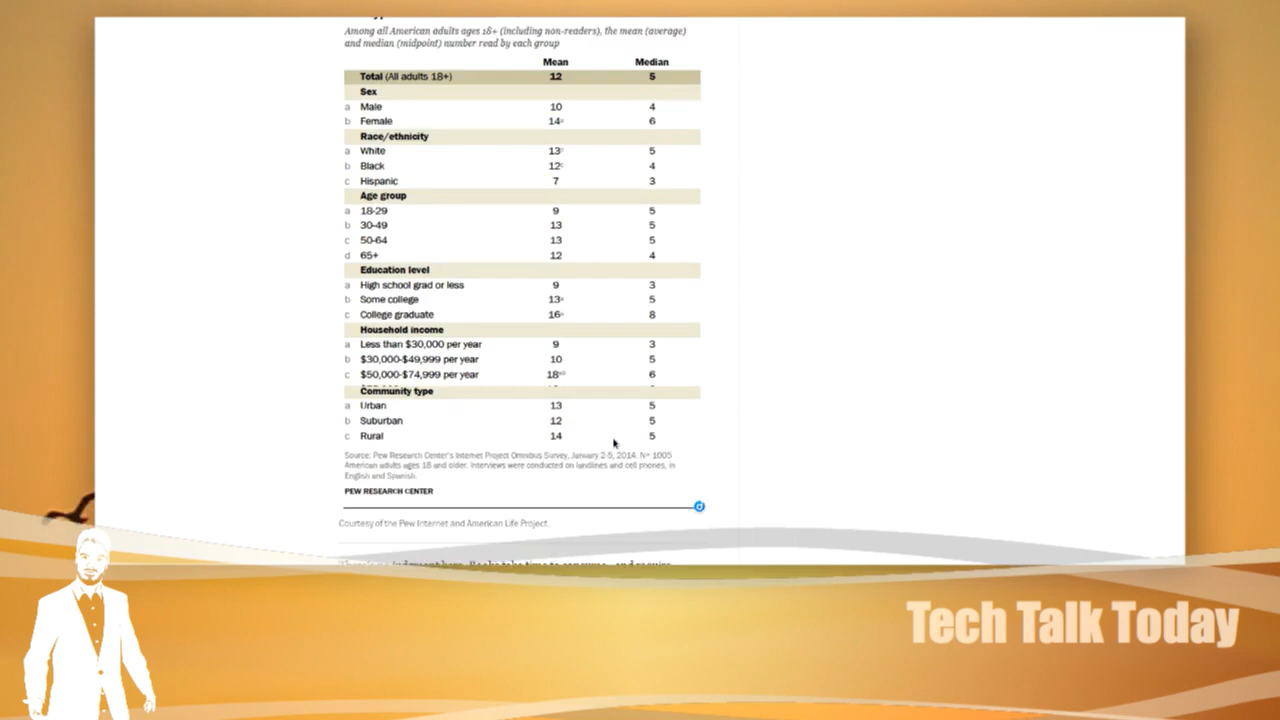 Among all American adults ages 18+ (including non-readers), the mean (average)
and median (midpoint) number read by each group
Mean Median
Total (All adults 18+) 12 5
Sex
a Male 10 4
b Female 14ᵃ 6
Race/ethnicity
a White 13ᶜ 5
b Black 12ᶜ 4
c Hispanic 7 3
Age group
a 18-29 9 5
b 30-49 13 5
c 50-64 13 5
d 65+ 12 4
Education level
a High school grad or less 9 3
b Some college 13ᵃ 5
c College graduate 16ᵃ 8
Household income
a Less than $30,000 per year 9 3
b $30,000-$49,999 per year 10 5
c $50,000-$74,999 per year 18ᵃᵇ 6
Community type
a Urban 13 5
b Suburban 12 5
c Rural 14 5
Source: Pew Research Center's Internet Project Omnibus Survey, January 2-5, 2014. N= 1005
American adults ages 18 and older. Interviews were conducted on landlines and cell phones, in
English and Spanish.
PEW RESEARCH CENTER
Courtesy of the Pew Internet and American Life Project.
Tech Talk Today